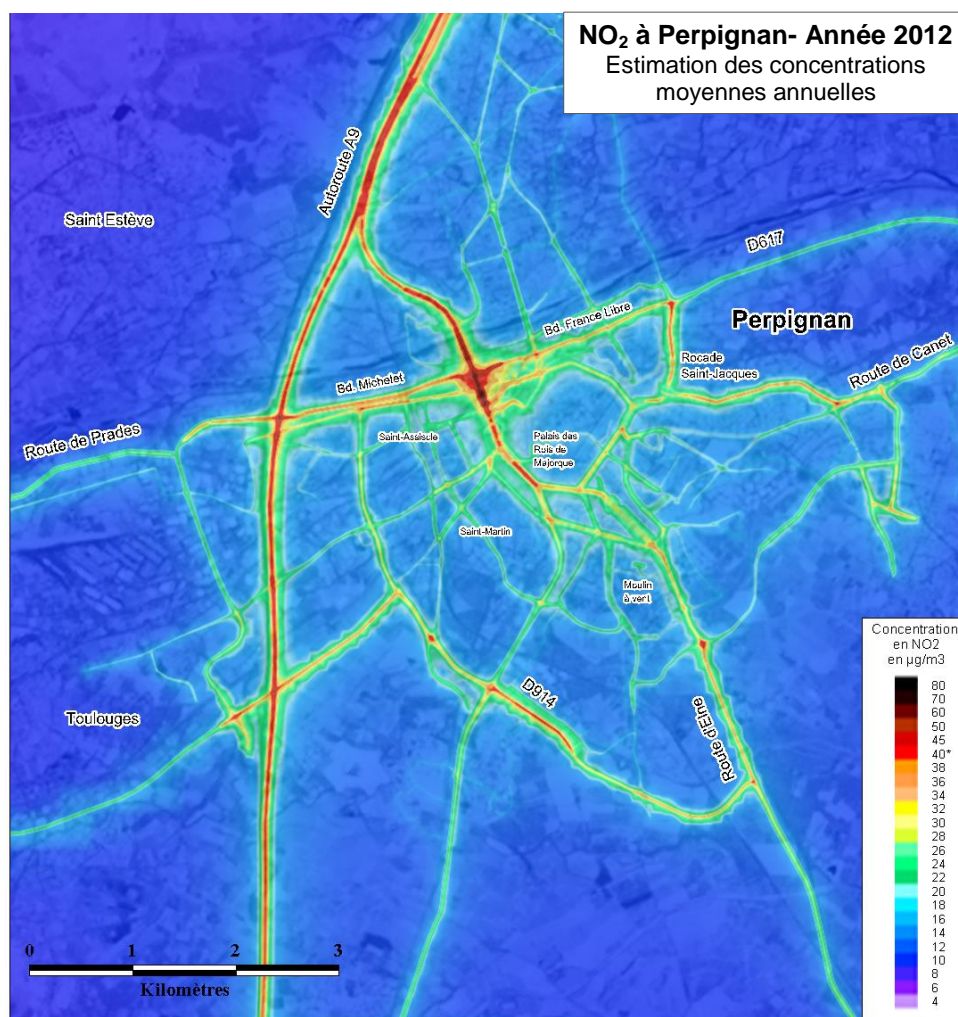 NO₂ à Perpignan- Année 2012
Estimation des concentrations
moyennes annuelles
Autoroute A9
Saint Estève
D617
Bd. France Libre
Perpignan
Rocade
Saint-Jacques
Route de Canet
Bd. Michelet
Route de Prades
Saint-Assiscle
Palais des
Rois de
Majorque
Saint-Martin
Moulin
à vent
Toulouges
D914
Route d'Elne
Concentration
en NO2
en µg/m3
80
70
60
50
45
40*
38
36
34
32
30
28
26
24
22
20
18
16
14
12
10
8
6
4
0 1 2 3
Kilomètres